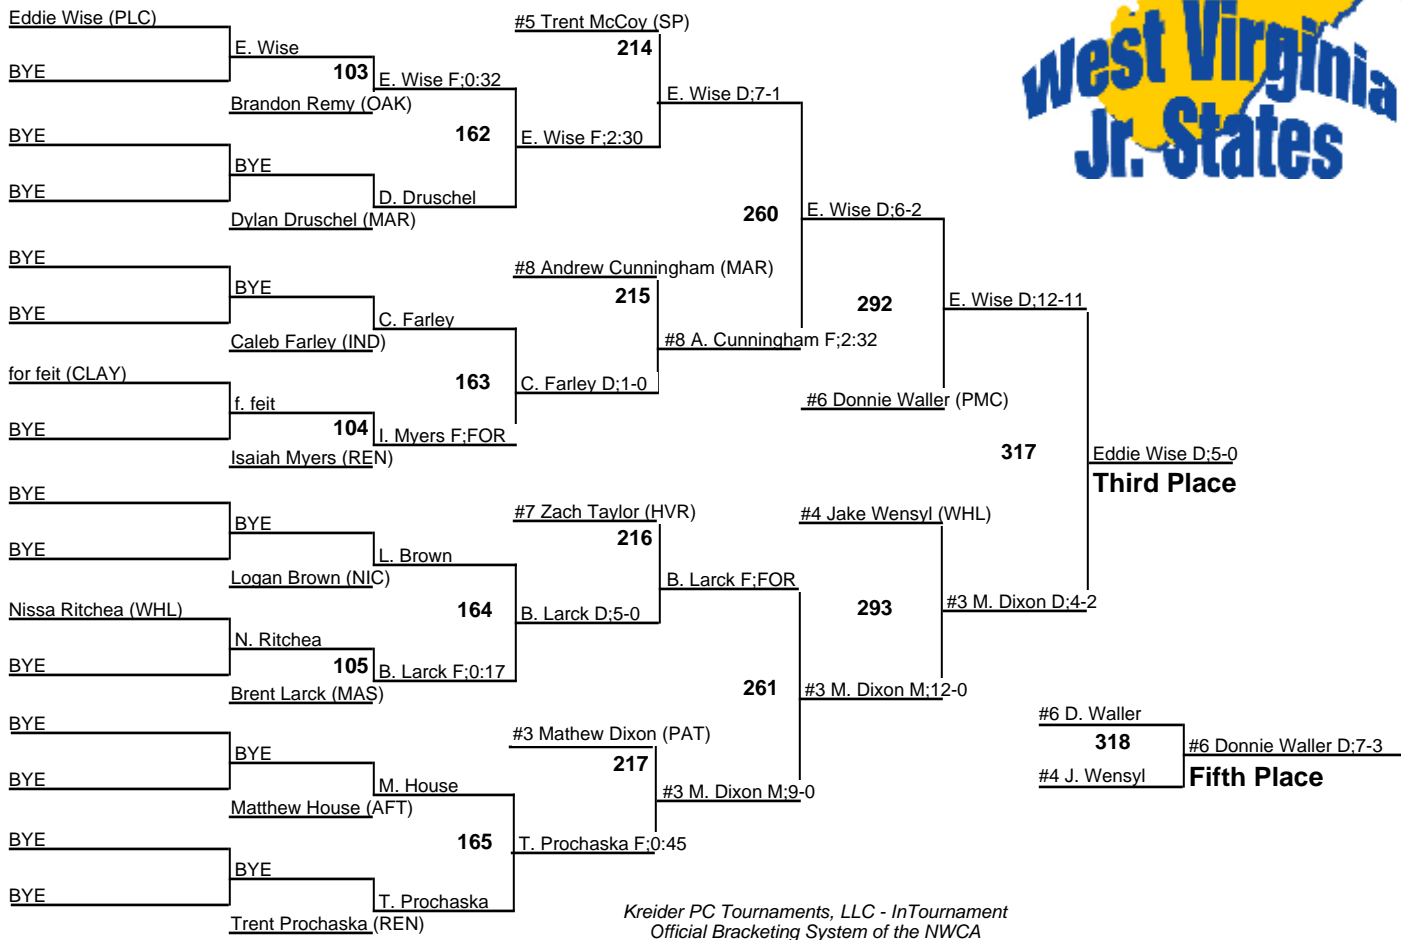 Eddie Wise (PLC)
BYE
E. Wise
103
Brandon Remy (OAK)
E. Wise F;0:32
BYE
BYE
BYE
Dylan Druschel (MAR)
D. Druschel
162
E. Wise F;2:30
#5 Trent McCoy (SP)
214
E. Wise D;7-1
BYE
BYE
BYE
Caleb Farley (IND)
C. Farley
for feit (CLAY)
BYE
f. feit
104
Isaiah Myers (REN)
I. Myers F;FOR
163
C. Farley D;1-0
#8 Andrew Cunningham (MAR)
215
#8 A. Cunningham F;2:32
260
E. Wise D;6-2
292
#6 Donnie Waller (PMC)
E. Wise D;12-11
BYE
BYE
BYE
Logan Brown (NIC)
L. Brown
Nissa Ritchea (WHL)
BYE
N. Ritchea
105
Brent Larck (MAS)
B. Larck F;0:17
164
B. Larck D;5-0
#7 Zach Taylor (HVR)
216
B. Larck F;FOR
BYE
BYE
BYE
Matthew House (AFT)
M. House
BYE
BYE
BYE
Trent Prochaska (REN)
T. Prochaska
165
T. Prochaska F;0:45
#3 Mathew Dixon (PAT)
217
#3 M. Dixon M;9-0
261
#3 M. Dixon M;12-0
#4 Jake Wensyl (WHL)
293
#3 M. Dixon D;4-2
317
Eddie Wise D;5-0
Third Place
#6 D. Waller
318
#4 J. Wensyl
#6 Donnie Waller D;7-3
Fifth Place
West Virginia
Jr. States
Kreider PC Tournaments, LLC - InTournament
Official Bracketing System of the NWCA